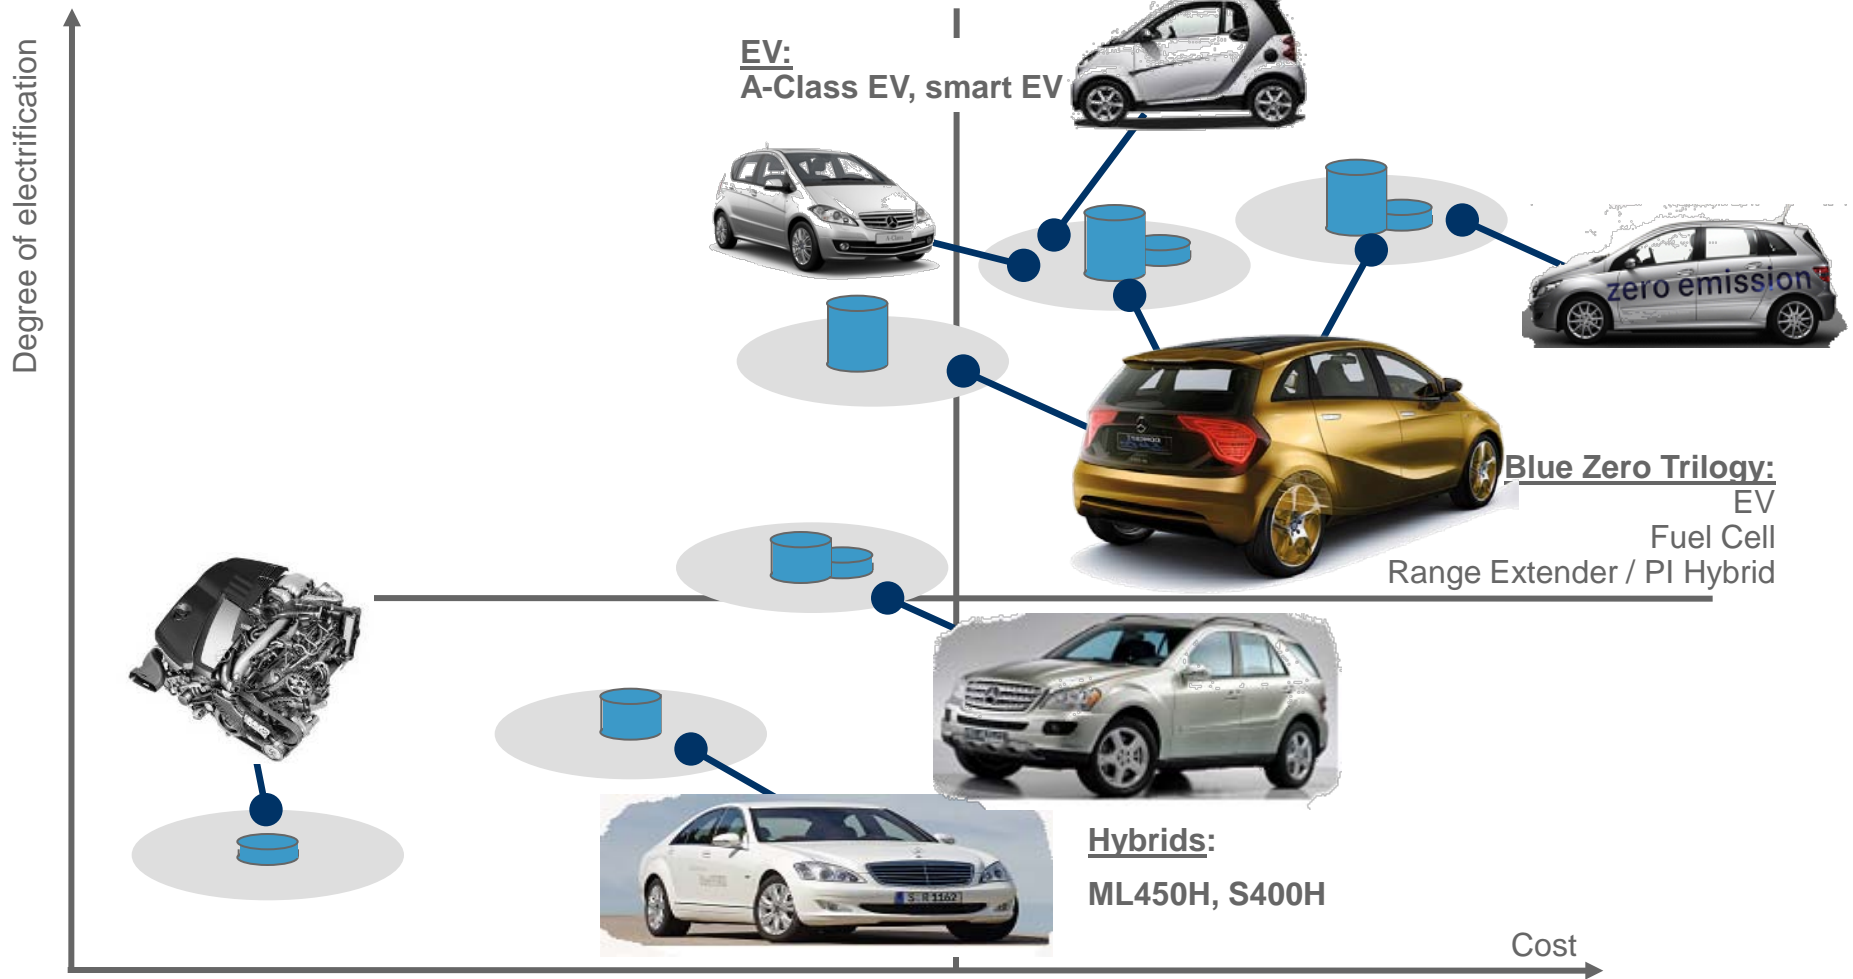 Degree of electrification
EV:
A-Class EV, smart EV
zero emission
Blue Zero Trilogy:
EV
Fuel Cell
Range Extender / PI Hybrid
Hybrids:
ML450H, S400H
S R 1162
Cost